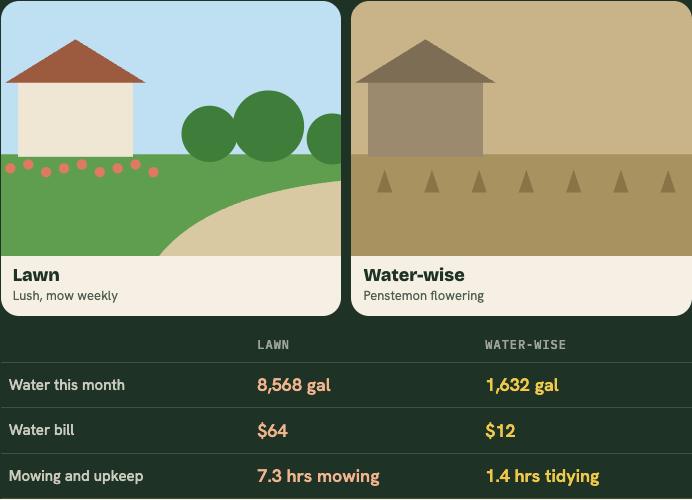 Lawn
Lush, mow weekly
Water-wise
Penstemon flowering
LAWN WATER-WISE
Water this month 8,568 gal 1,632 gal
Water bill $64 $12
Mowing and upkeep 7.3 hrs mowing 1.4 hrs tidying